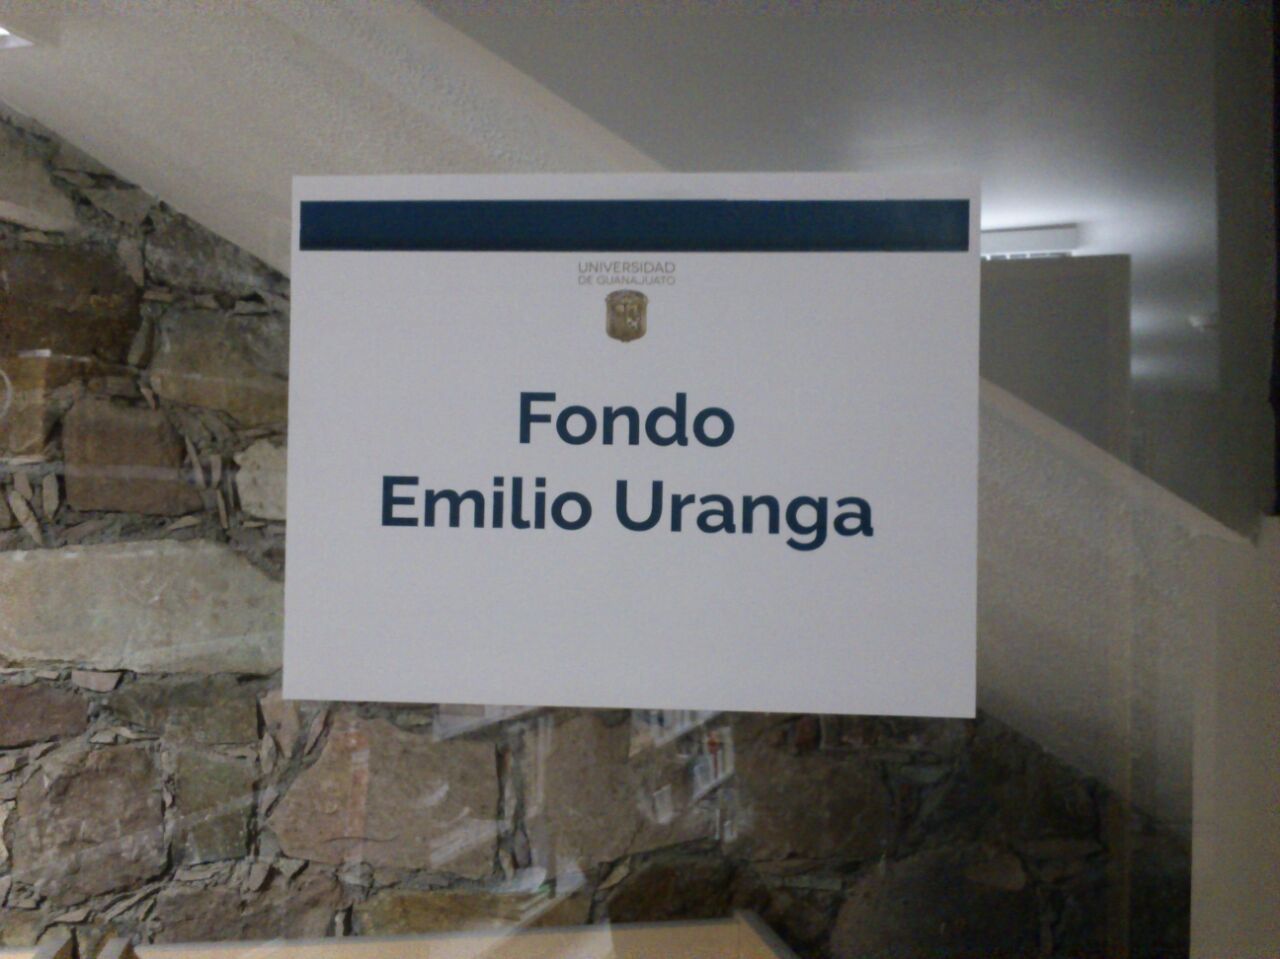 UNIVERSIDAD
DE GUANAJUATO
Fondo
Emilio Uranga